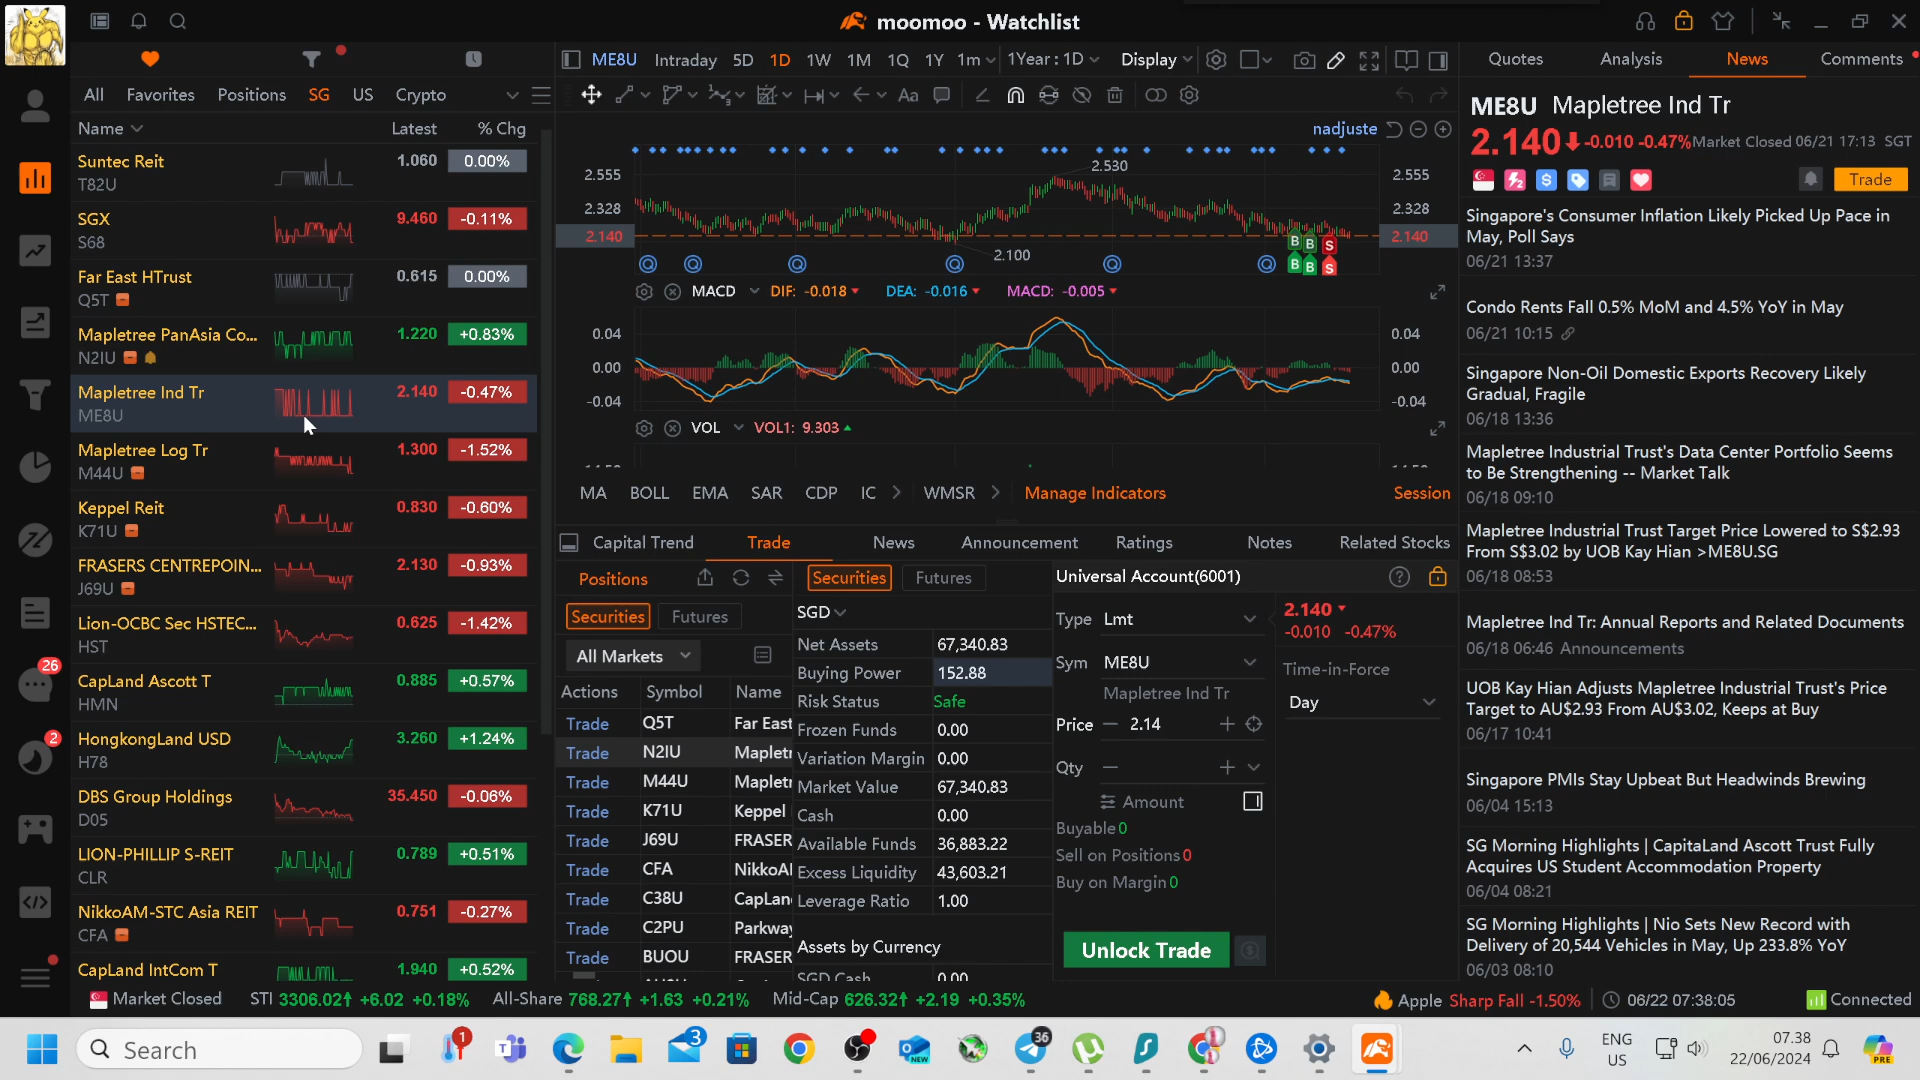 moomoo - Watchlist
All Favorites Positions SG US Crypto
Name Latest % Chg
Suntec Reit 1.060 0.00%
T82U
SGX 9.460 -0.11%
S68
Far East HTrust 0.615 0.00%
Q5T
Mapletree PanAsia Co... 1.220 +0.83%
N2IU
Mapletree Ind Tr 2.140 -0.47%
ME8U
Mapletree Log Tr 1.300 -1.52%
M44U
Keppel Reit 0.830 -0.60%
K71U
FRASERS CENTREPOIN... 2.130 -0.93%
J69U
Lion-OCBC Sec HSTEC... 0.625 -1.42%
HST
CapLand Ascott T 0.885 +0.57%
HMN
HongkongLand USD 3.260 +1.24%
H78
DBS Group Holdings 35.450 -0.06%
D05
LION-PHILLIP S-REIT 0.789 +0.51%
CLR
NikkoAM-STC Asia REIT 0.751 -0.27%
CFA
CapLand IntCom T 1.940 +0.52%
26
2
ME8U Intraday 5D 1D 1W 1M 1Q 1Y 1m 1Year : 1D Display
Aa
nadjuste
2.530
2.555 2.555
2.328 2.328
2.140 2.140
2.100
B B S
B B S
Q Q Q Q Q Q
MACD DIF: -0.018 DEA: -0.016 MACD: -0.005
0.04 0.04
0.00 0.00
-0.04 -0.04
VOL VOL1: 9.303
MA BOLL EMA SAR CDP IC WMSR Manage Indicators Session
Capital Trend Trade News Announcement Ratings Notes Related Stocks
Positions
Securities Futures
All Markets
Actions Symbol Name
Trade Q5T Far East
Trade N2IU Mapletr
Trade M44U Mapletr
Trade K71U Keppel
Trade J69U FRASER
Trade CFA NikkoAM
Trade C38U CapLan
Trade C2PU Parkway
Trade BUOU FRASER
Securities Futures
SGD
Net Assets 67,340.83
Buying Power 152.88
Risk Status Safe
Frozen Funds 0.00
Variation Margin 0.00
Market Value 67,340.83
Cash 0.00
Available Funds 36,883.22
Excess Liquidity 43,603.21
Leverage Ratio 1.00
Assets by Currency
SGD Cash 0.00
Universal Account(6001)
Type Lmt
2.140
-0.010 -0.47%
Sym ME8U
Mapletree Ind Tr
Time-in-Force
Day
Price 2.14
Qty
Amount
Buyable 0
Sell on Positions 0
Buy on Margin 0
Unlock Trade
Quotes Analysis News Comments
ME8U Mapletree Ind Tr
2.140 -0.010 -0.47% Market Closed 06/21 17:13 SGT
Trade
Singapore's Consumer Inflation Likely Picked Up Pace in
May, Poll Says
06/21 13:37
Condo Rents Fall 0.5% MoM and 4.5% YoY in May
06/21 10:15
Singapore Non-Oil Domestic Exports Recovery Likely
Gradual, Fragile
06/18 13:36
Mapletree Industrial Trust's Data Center Portfolio Seems
to Be Strengthening -- Market Talk
06/18 09:10
Mapletree Industrial Trust Target Price Lowered to S$2.93
From S$3.02 by UOB Kay Hian >ME8U.SG
06/18 08:53
Mapletree Ind Tr: Annual Reports and Related Documents
06/18 06:46 Announcements
UOB Kay Hian Adjusts Mapletree Industrial Trust's Price
Target to AU$2.93 From AU$3.02, Keeps at Buy
06/17 10:41
Singapore PMIs Stay Upbeat But Headwinds Brewing
06/04 15:13
SG Morning Highlights | CapitaLand Ascott Trust Fully
Acquires US Student Accommodation Property
06/04 08:21
SG Morning Highlights | Nio Sets New Record with
Delivery of 20,544 Vehicles in May, Up 233.8% YoY
06/03 08:10
Market Closed STI 3306.02 +6.02 +0.18% All-Share 768.27 +1.63 +0.21% Mid-Cap 626.32 +2.19 +0.35% Apple Sharp Fall -1.50% 06/22 07:38:05 Connected
Search 1 3 NEW 36
ENG
US
07.38
22/06/2024
PRE